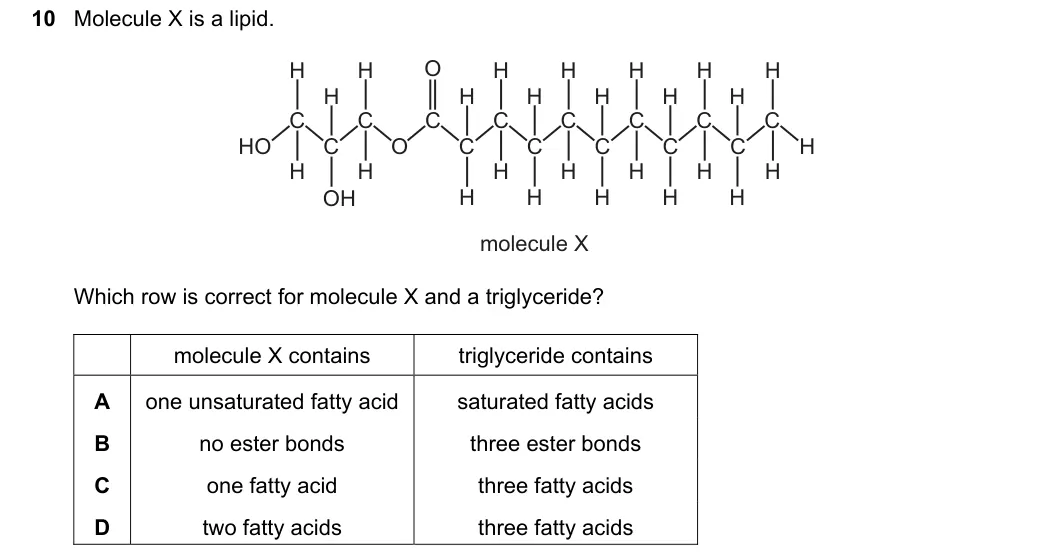 10 Molecule X is a lipid.
H H O H H H H H
H H H H H H
C C C C C C C C
HO C O C C C C C H
H H H H H H H
OH H H H H H
molecule X
Which row is correct for molecule X and a triglyceride?
molecule X contains triglyceride contains
A one unsaturated fatty acid saturated fatty acids
B no ester bonds three ester bonds
C one fatty acid three fatty acids
D two fatty acids three fatty acids